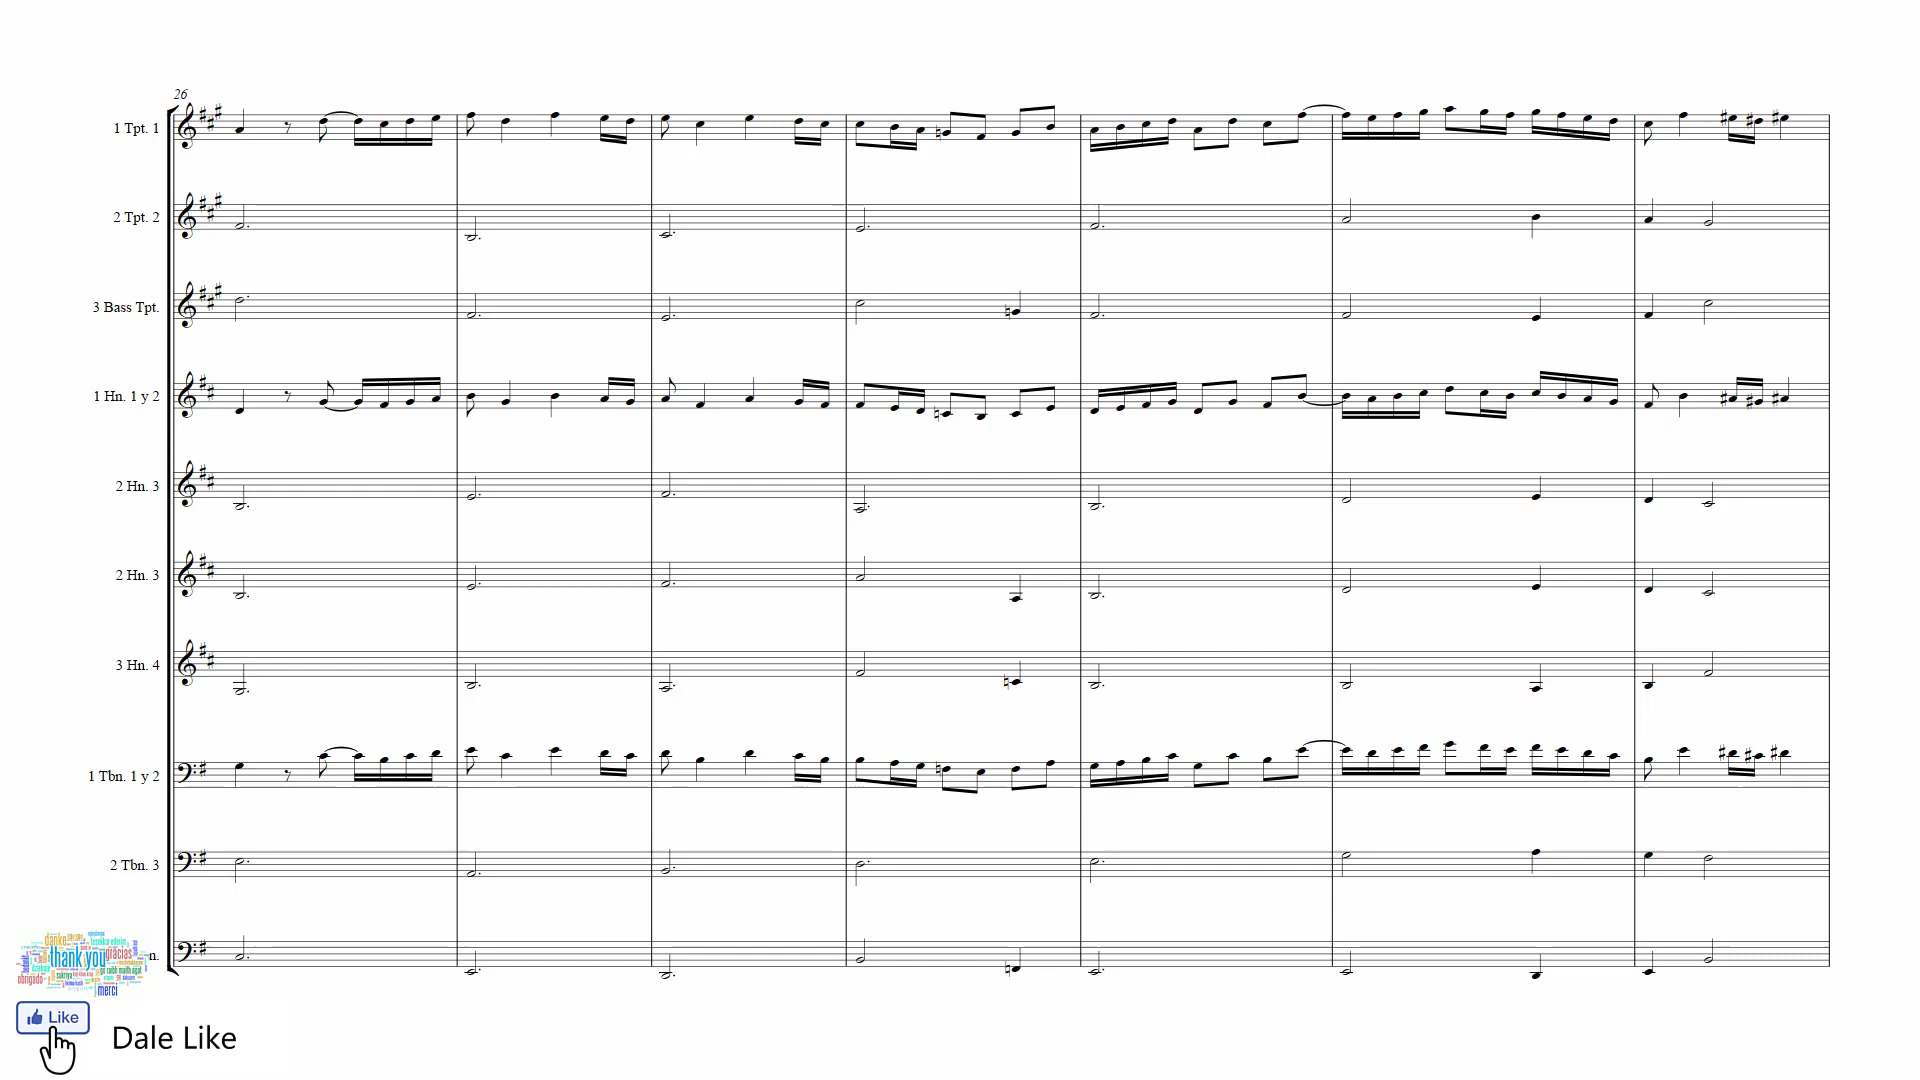 26
1 Tpt. 1
2 Tpt. 2
3 Bass Tpt.
1 Hn. 1 y 2
2 Hn. 3
2 Hn. 3
3 Hn. 4
1 Tbn. 1 y 2
2 Tbn. 3
n.
danke
thank you
gracias
obrigado
merci
Like
Dale Like